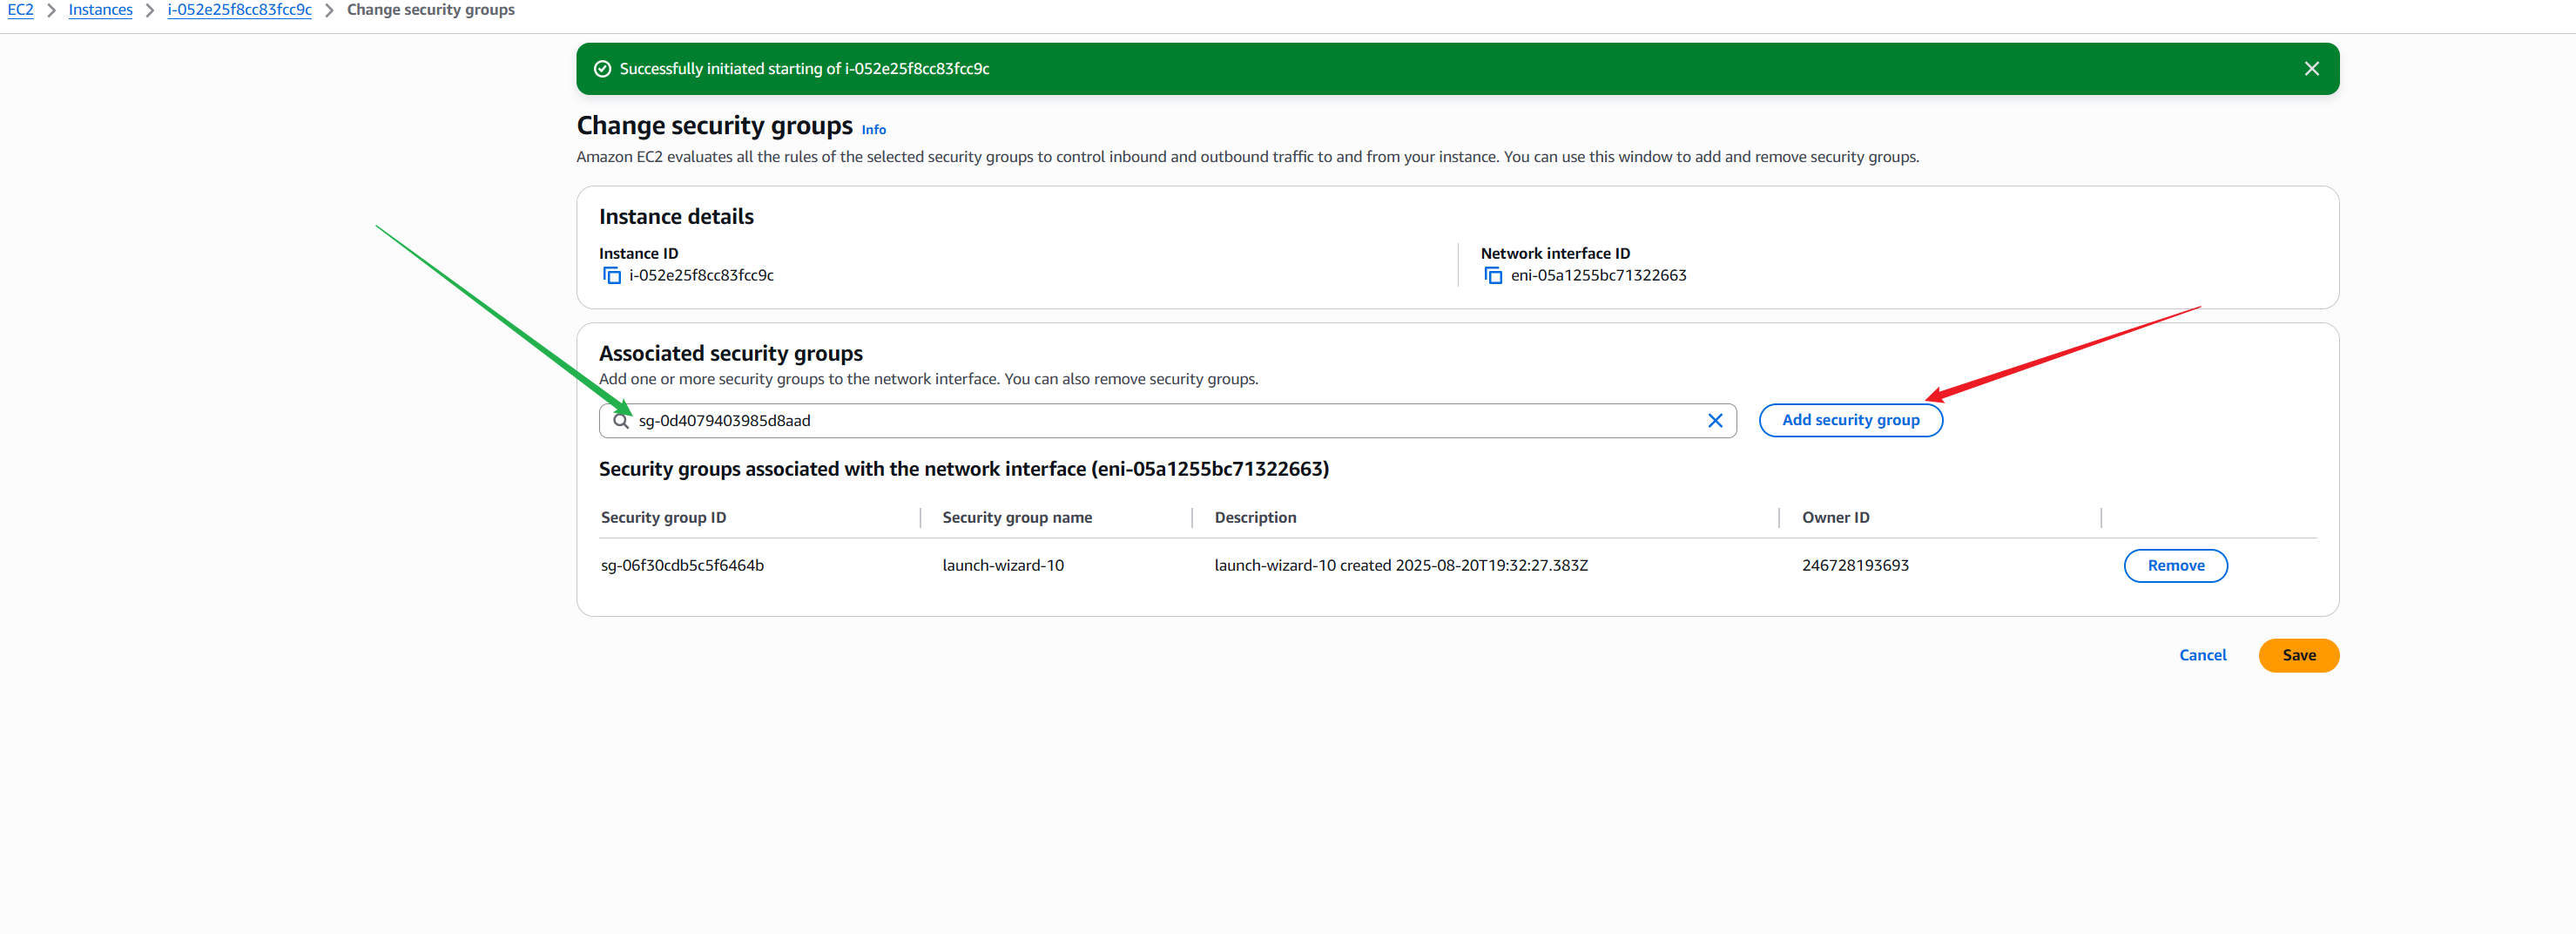 EC2 > Instances > i-052e25f8cc83fcc9c > Change security groups
Successfully initiated starting of i-052e25f8cc83fcc9c
Change security groups Info
Amazon EC2 evaluates all the rules of the selected security groups to control inbound and outbound traffic to and from your instance. You can use this window to add and remove security groups.
Instance details
Instance ID
i-052e25f8cc83fcc9c
Network interface ID
eni-05a1255bc71322663
Associated security groups
Add one or more security groups to the network interface. You can also remove security groups.
sg-0d4079403985d8aad
Add security group
Security groups associated with the network interface (eni-05a1255bc71322663)
Security group ID Security group name Description Owner ID
sg-06f30cdb5c5f6464b launch-wizard-10 launch-wizard-10 created 2025-08-20T19:32:27.383Z 246728193693 Remove
Cancel Save